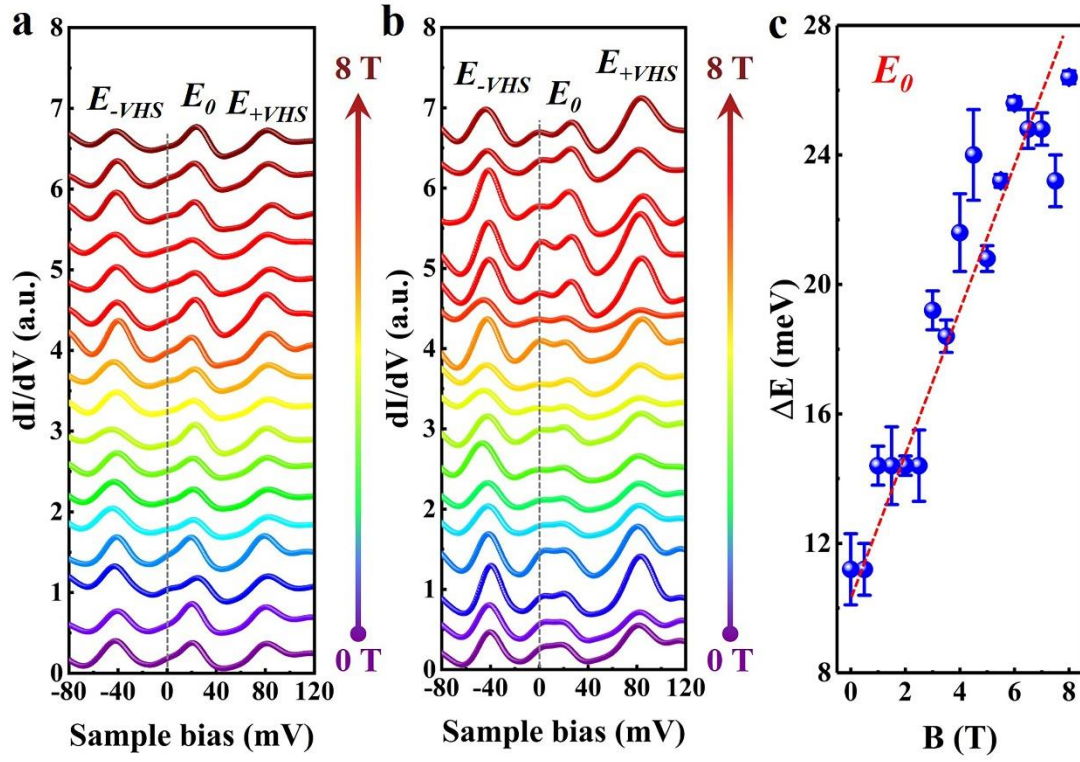 a
8
7
6
5
4
3
2
1
0
dI/dV (a.u.)
E-VHS
E0
E+VHS
-80 -40 0 40 80 120
Sample bias (mV)
8 T
0 T
b
8
7
6
5
4
3
2
1
0
dI/dV (a.u.)
E-VHS
E0
E+VHS
-80 -40 0 40 80 120
Sample bias (mV)
8 T
0 T
c
28
24
20
16
12
8
ΔE (meV)
E0
0 2 4 6 8
B (T)